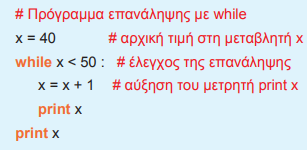 # Πρόγραμμα επανάληψης με while
x = 40 # αρχική τιμή στη μεταβλητή x
while x < 50 : # έλεγχος της επανάληψης
x = x + 1 # αύξηση του μετρητή print x
print x
print x